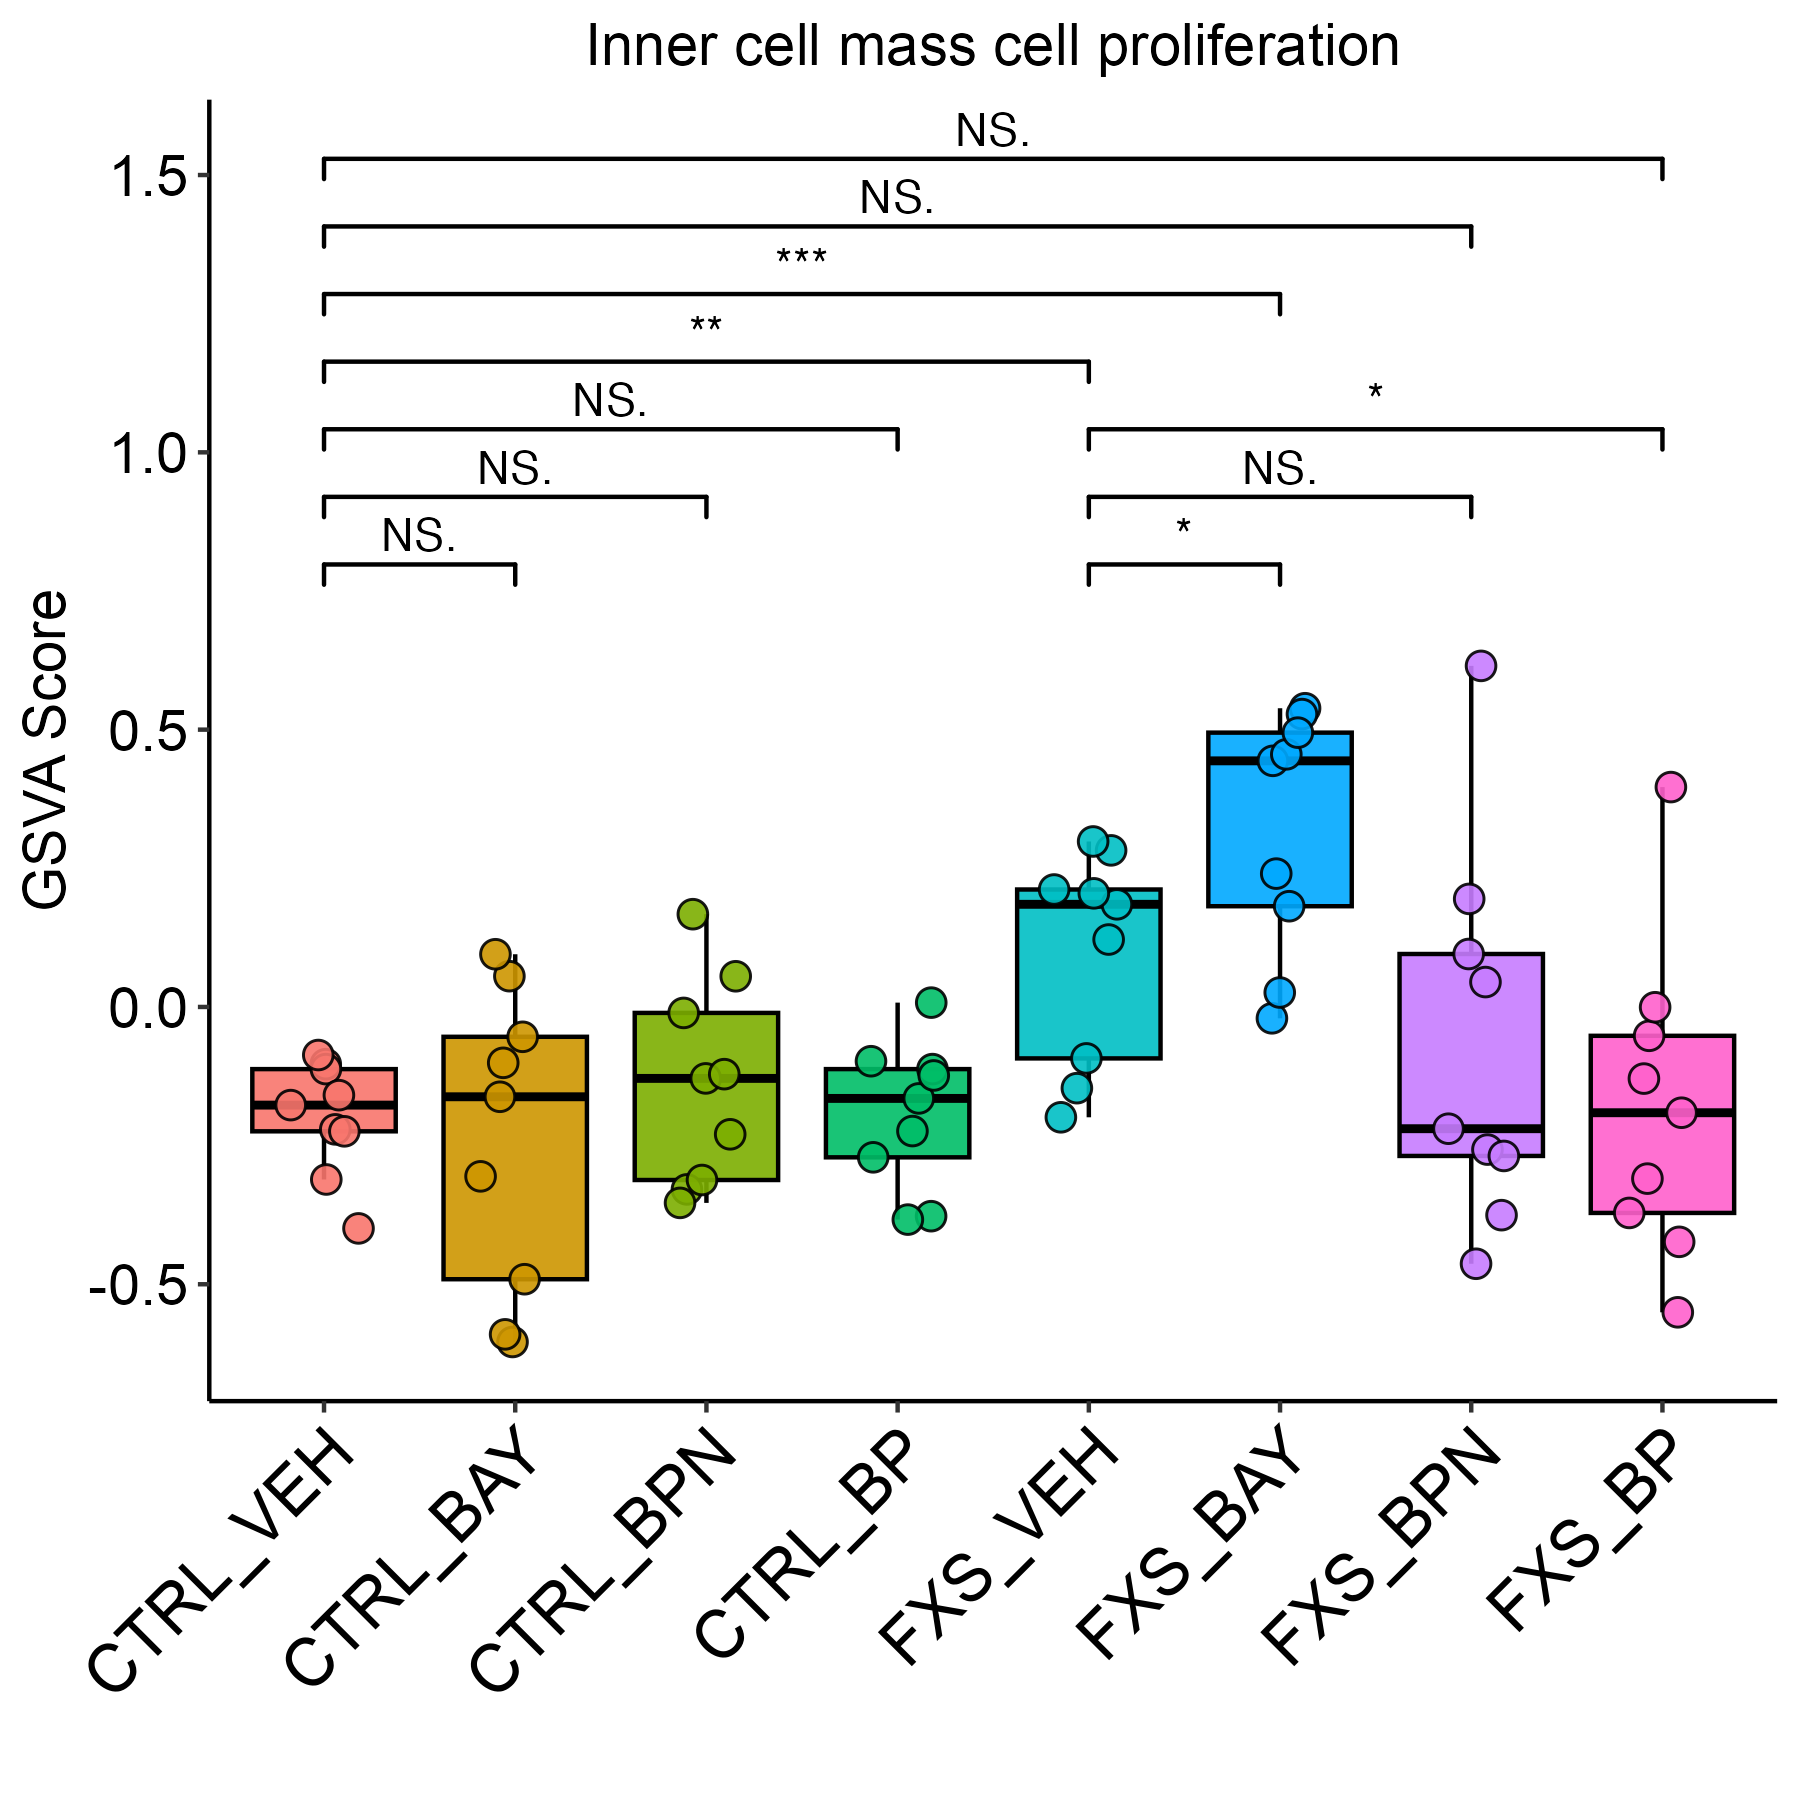 Inner cell mass cell proliferation
NS.
1.5
NS.
***
**
NS.
*
1.0
NS.
NS.
NS.
*
GSVA Score
0.5
0.0
-0.5
CTRL_VEH
CTRL_BAY
CTRL_BPN
CTRL_BP
FXS_VEH
FXS_BAY
FXS_BPN
FXS_BP